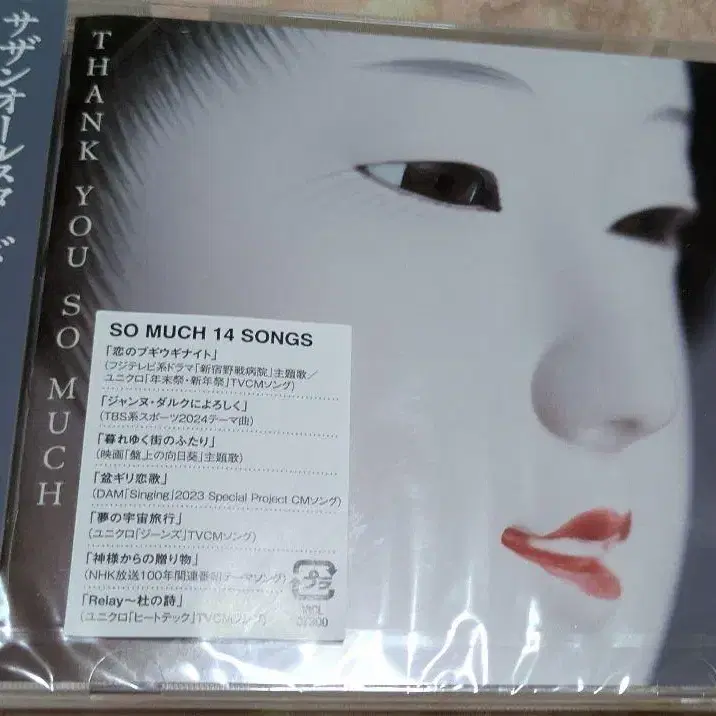 サザンオールスターズ
THANK YOU SO MUCH
SO MUCH 14 SONGS
「恋のブギウギナイト」
(フジテレビ系ドラマ「新宿野戦病院」主題歌／
ユニクロ「年末祭・新年祭」TVCMソング)
「ジャンヌ・ダルクによろしく」
(TBS系スポーツ2024テーマ曲)
「暮れゆく街のふたり」
(映画「盤上の向日葵」主題歌)
「盆ギリ恋歌」
(DAM「Singing」2023 Special Project CMソング)
「夢の宇宙旅行」
(ユニクロ「ジーンズ」TVCMソング)
「神様からの贈り物」
(NHK放送100年関連番組テーマソング)
「Relay〜杜の詩」
(ユニクロ「ヒートテック」TVCMソング)
プラ